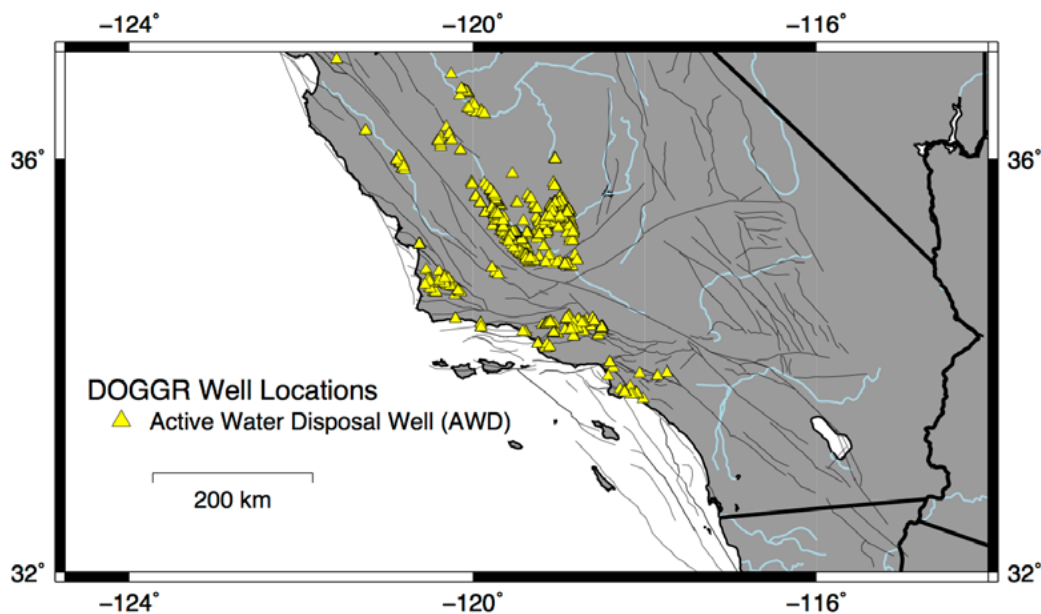 −124˚ −120˚ −116˚
36˚ 36˚
DOGGR Well Locations
Active Water Disposal Well (AWD)
200 km
32˚ 32˚
−124˚ −120˚ −116˚